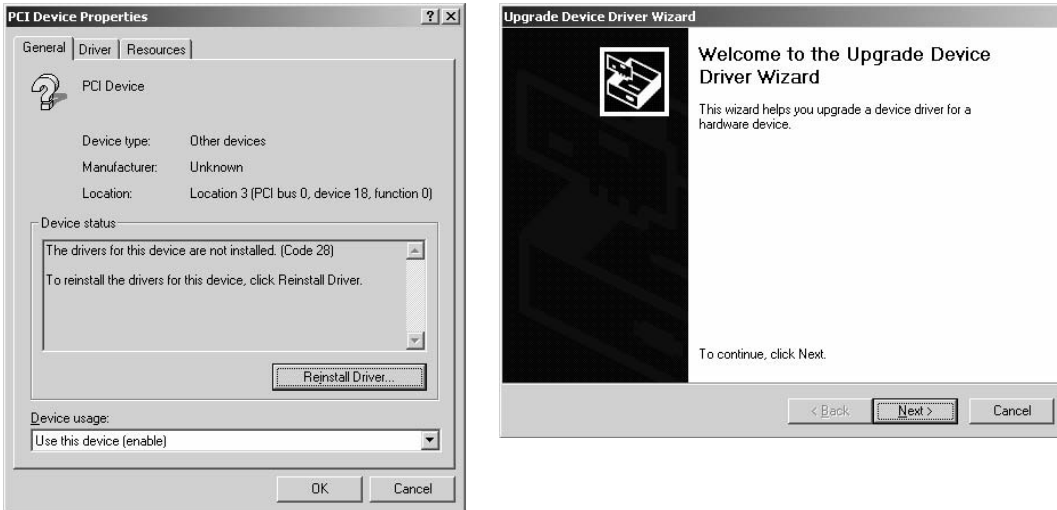 PCI Device Properties
General Driver Resources
PCI Device
Device type: Other devices
Manufacturer: Unknown
Location: Location 3 (PCI bus 0, device 18, function 0)
Device status
The drivers for this device are not installed. (Code 28)
To reinstall the drivers for this device, click Reinstall Driver.
Reinstall Driver...
Device usage:
Use this device (enable)
OK Cancel
Upgrade Device Driver Wizard
Welcome to the Upgrade Device
Driver Wizard
This wizard helps you upgrade a device driver for a
hardware device.
To continue, click Next.
< Back Next > Cancel